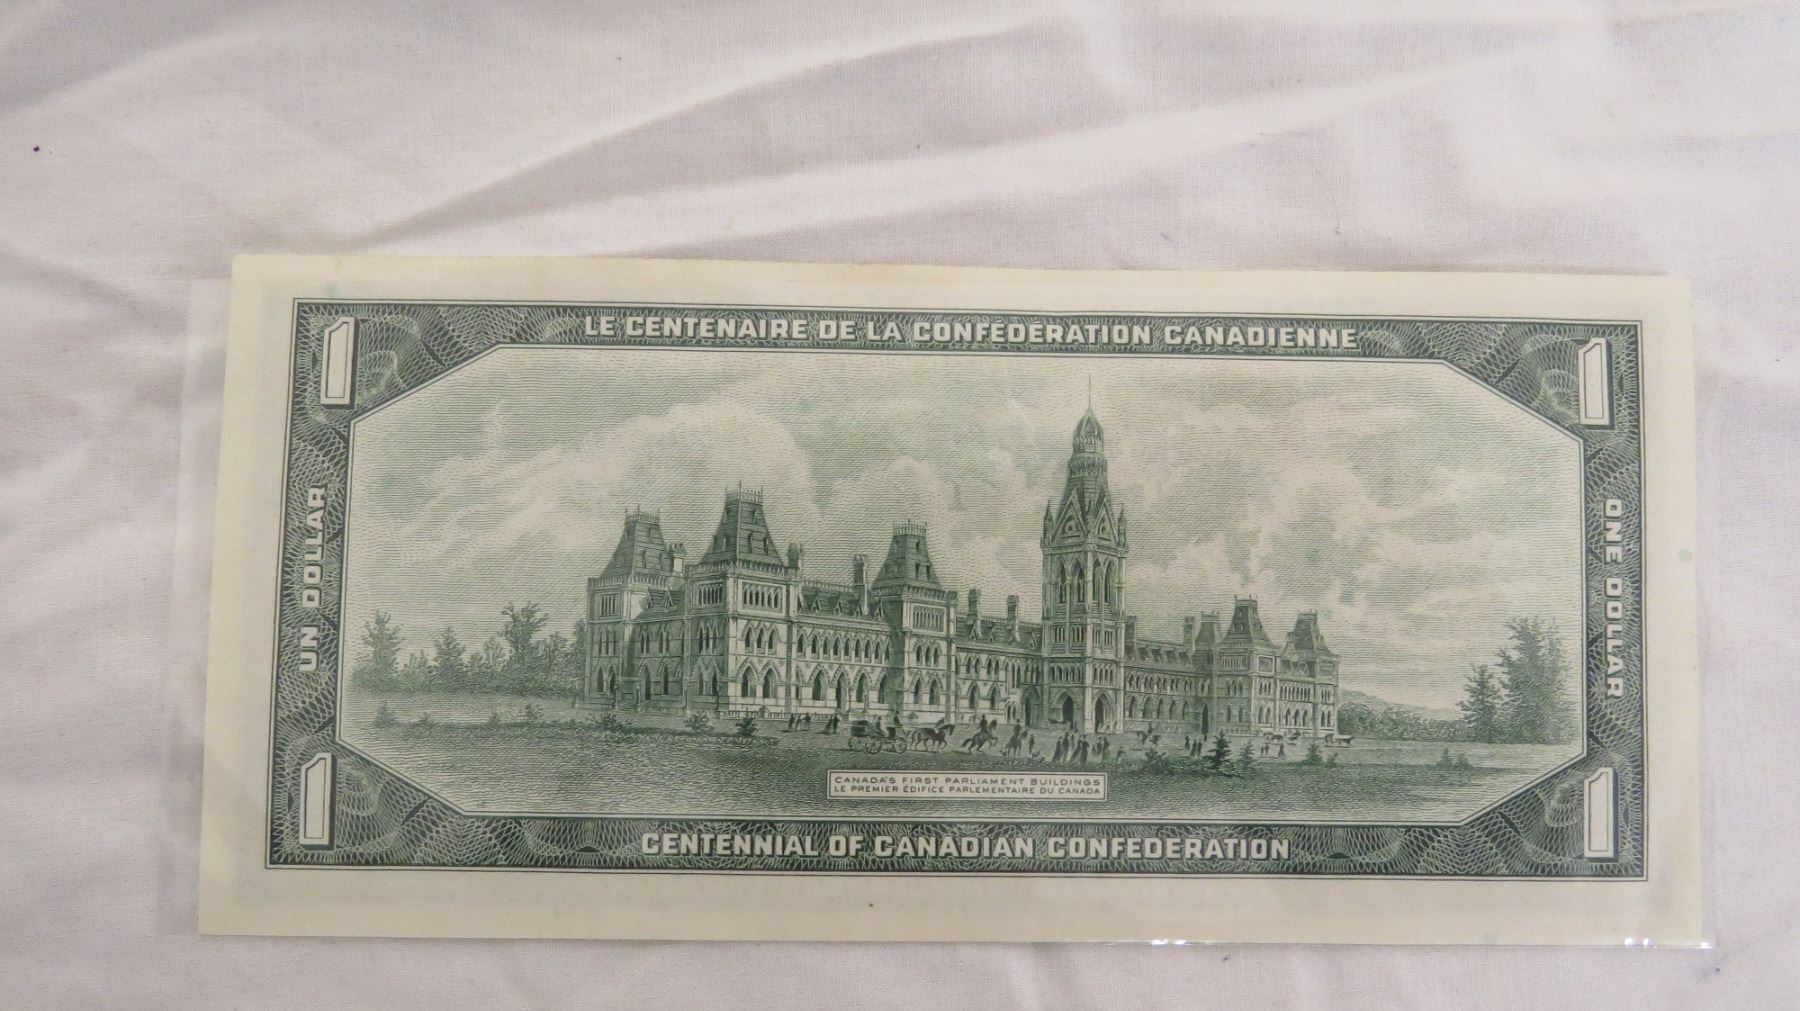 LE CENTENAIRE DE LA CONFÉDÉRATION CANADIENNE
1
1
UN DOLLAR
ONE DOLLAR
CANADA'S FIRST PARLIAMENT BUILDINGS
LE PREMIER ÉDIFICE PARLEMENTAIRE DU CANADA
1
1
CENTENNIAL OF CANADIAN CONFEDERATION